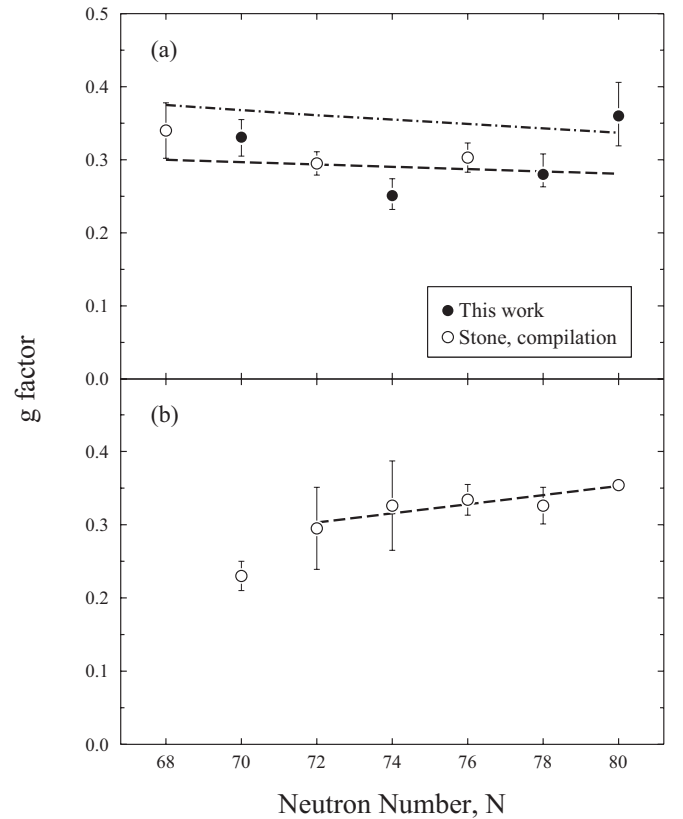 0.5
(a)
0.4
0.3
0.2
This work
0.1
Stone, compilation
0.0
g factor
(b)
0.4
0.3
0.2
0.1
0.0
68 70 72 74 76 78 80
Neutron Number, N